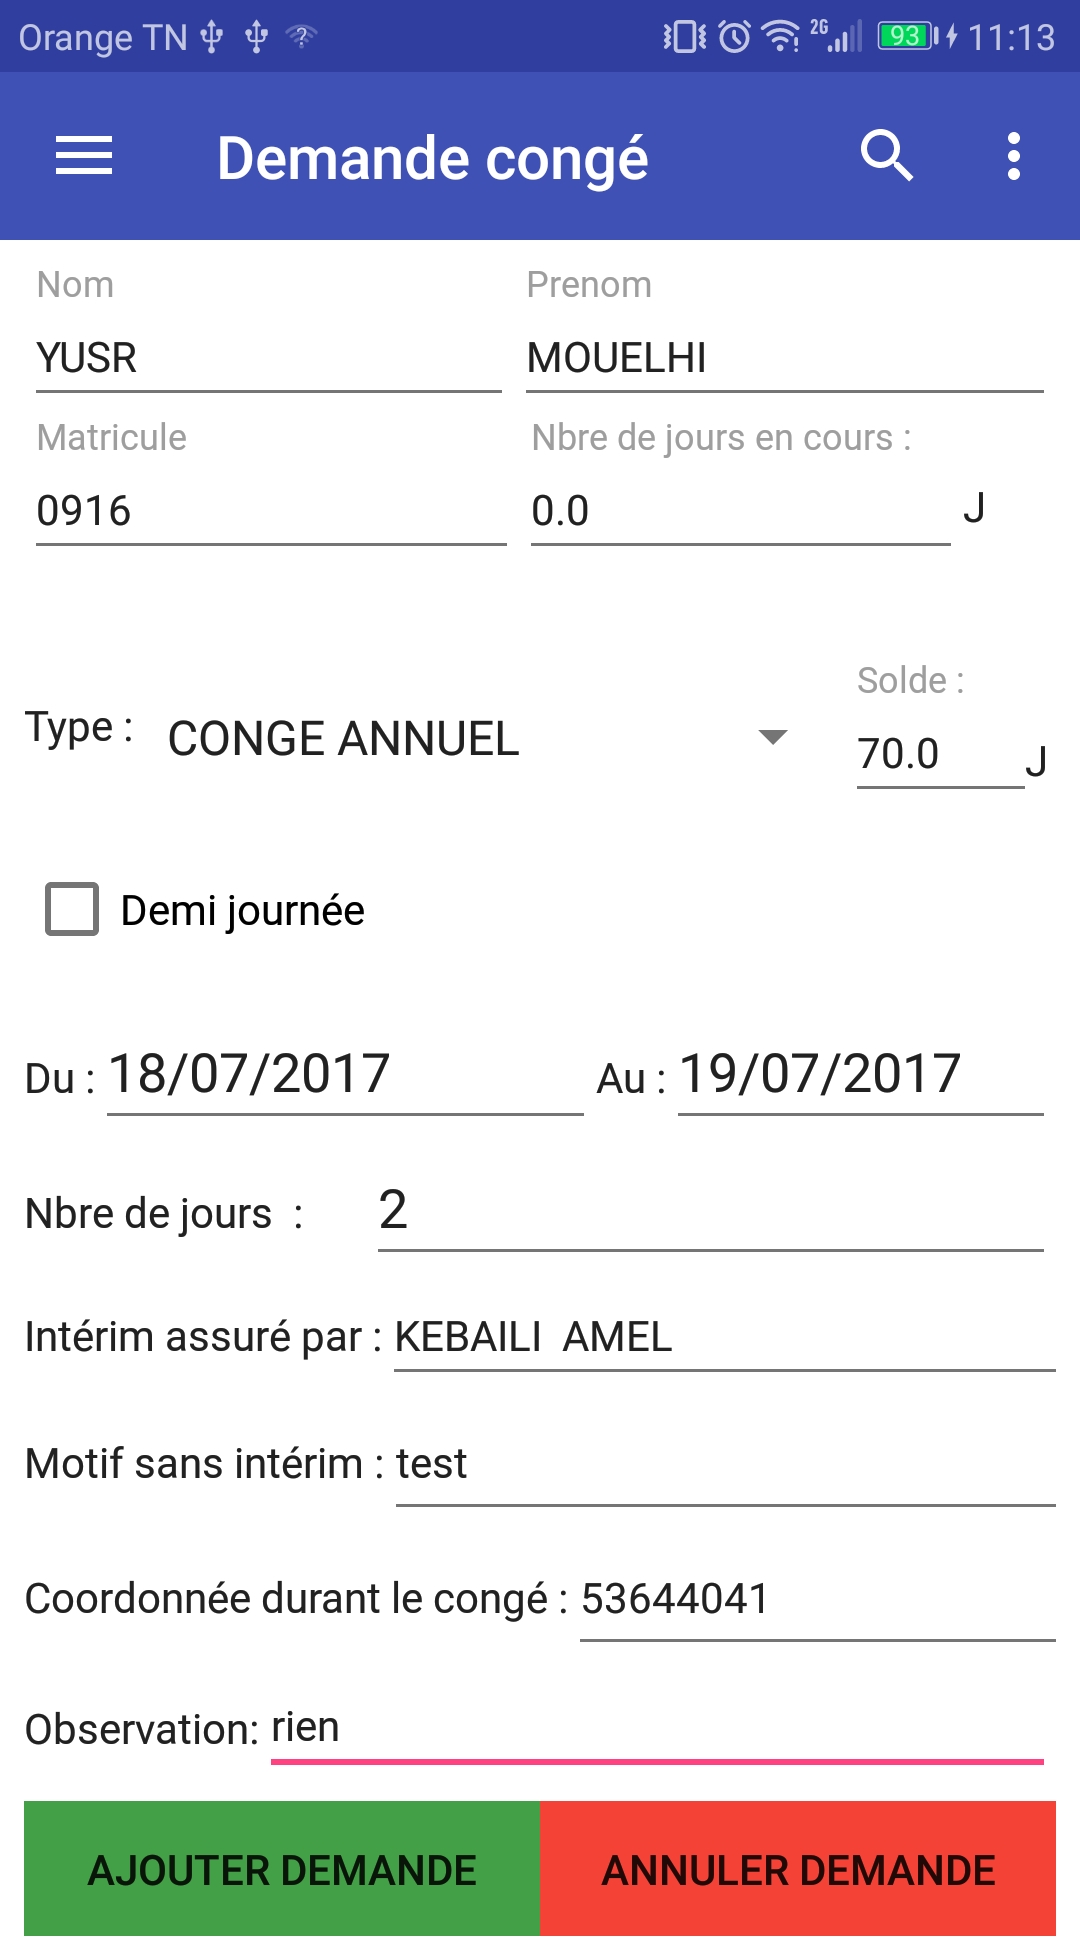 Orange TN 2G 93 11:13
Demande congé
Nom Prenom
YUSR MOUELHI
Matricule Nbre de jours en cours :
0916 0.0 J
Solde :
Type : CONGE ANNUEL 70.0 J
Demi journée
Du : 18/07/2017 Au : 19/07/2017
Nbre de jours : 2
Intérim assuré par : KEBAILI AMEL
Motif sans intérim : test
Coordonnée durant le congé : 53644041
Observation: rien
AJOUTER DEMANDE ANNULER DEMANDE